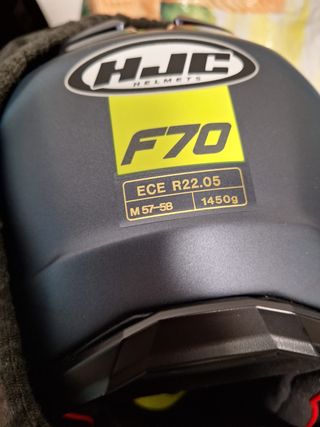 HJC
HELMETS
F70
ECE R22.05
M 57-58 1450g